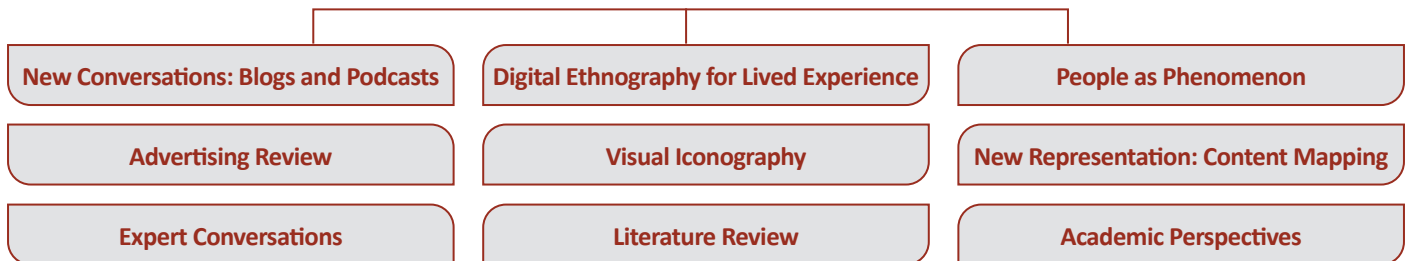 New Conversations: Blogs and Podcasts
Digital Ethnography for Lived Experience
People as Phenomenon
Advertising Review
Visual Iconography
New Representation: Content Mapping
Expert Conversations
Literature Review
Academic Perspectives